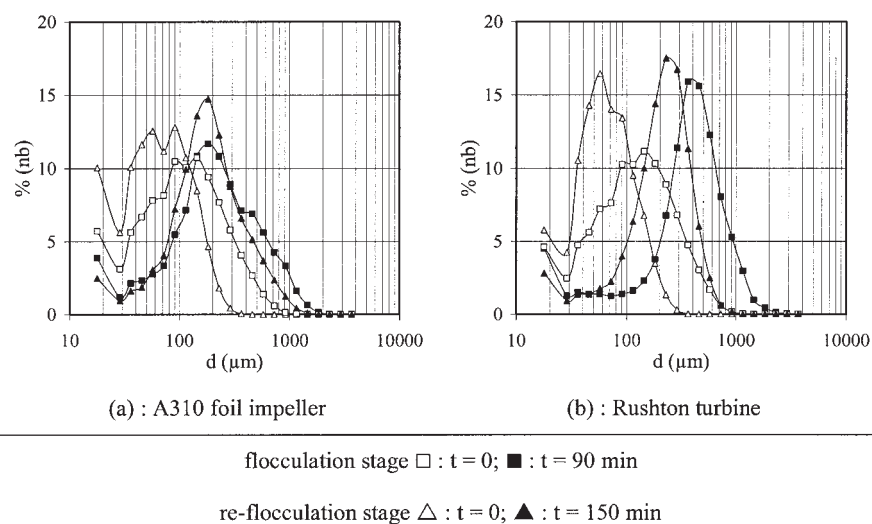 20
15
10
5
0
% (nb)
10 100 1000 10000
d (µm)
(a) : A310 foil impeller
20
15
10
5
0
% (nb)
10 100 1000 10000
d (µm)
(b) : Rushton turbine
flocculation stage □ : t = 0; ■ : t = 90 min
re-flocculation stage △ : t = 0; ▲ : t = 150 min